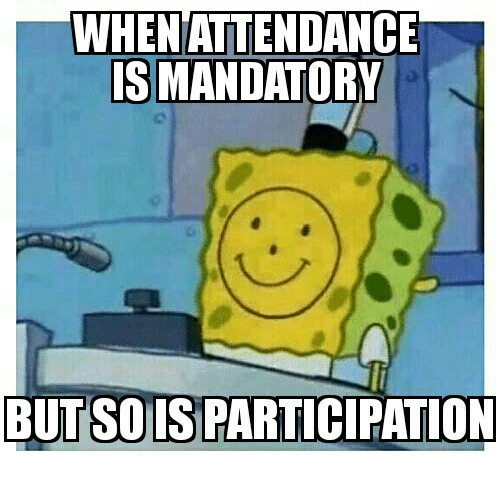 WHEN ATTENDANCE
IS MANDATORY
BUT SO IS PARTICIPATION